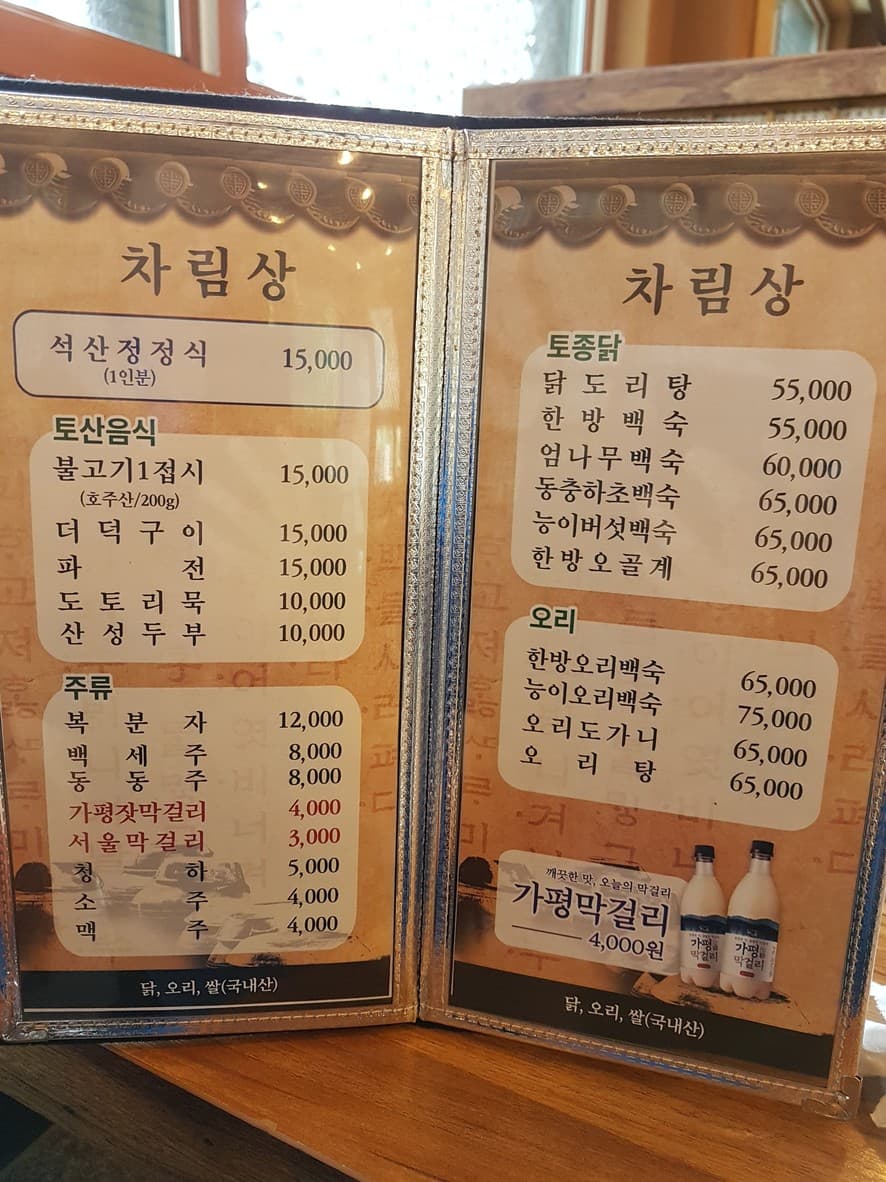 차림상
석산정정식 15,000
(1인분)
토산음식
불고기1접시 15,000
(호주산/200g)
더덕구이 15,000
파전 15,000
도토리묵 10,000
산성두부 10,000
주류
복분자 12,000
백세주 8,000
동동주 8,000
가평잣막걸리 4,000
서울막걸리 3,000
청하 5,000
소주 4,000
맥주 4,000
닭, 오리, 쌀(국내산)
차림상
토종닭
닭도리탕 55,000
한방백숙 55,000
엄나무백숙 60,000
동충하초백숙 65,000
능이버섯백숙 65,000
한방오골계 65,000
오리
한방오리백숙 65,000
능이오리백숙 75,000
오리도가니 65,000
오리탕 65,000
깨끗한 맛, 오늘의 막걸리
가평막걸리
4,000원
가평
막걸리
가평
막걸리
닭, 오리, 쌀(국내산)